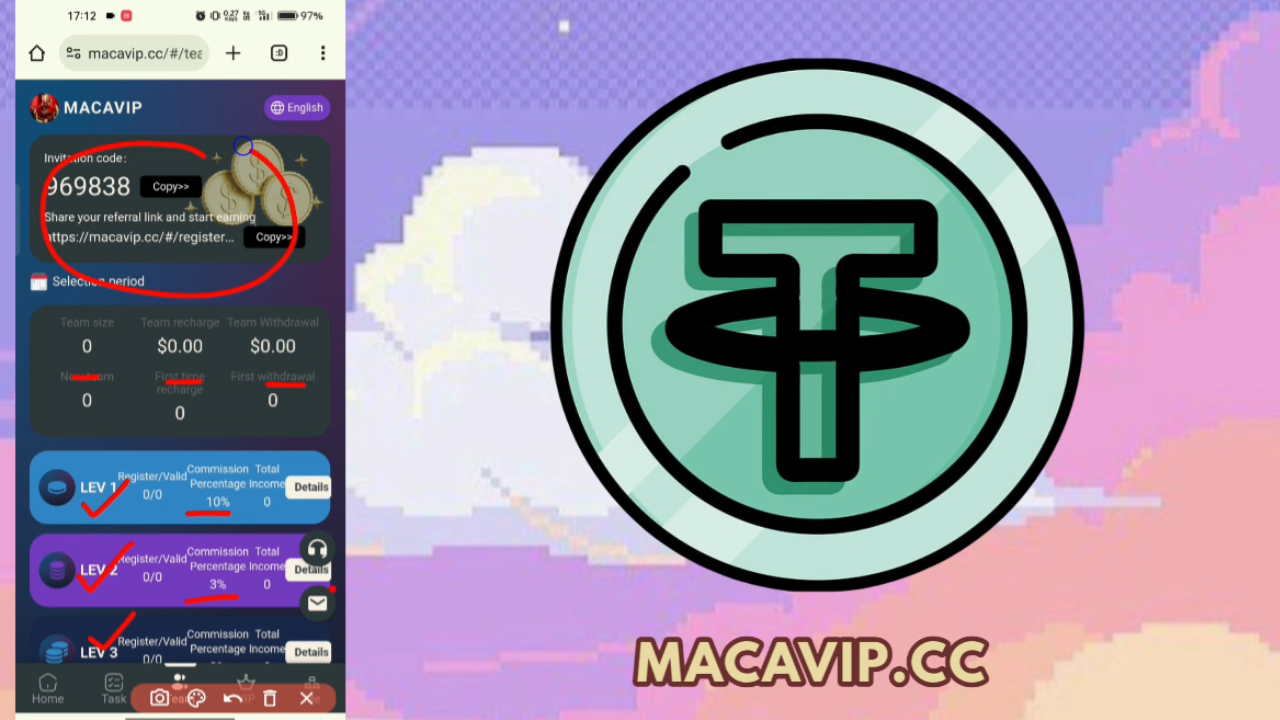 17:12 0.27 KB/S 5G 97%
macavip.cc/#/tea
MACAVIP English
Invitation code:
969838 Copy>>
Share your referral link and start earning
https://macavip.cc/#/register... Copy>>
Selection period
Team size Team recharge Team Withdrawal
0 $0.00 $0.00
New team First time recharge First withdrawal
0 0 0
LEV 1 Register/Valid 0/0 Commission Percentage 10% Total Income 0 Details
LEV 2 Register/Valid 0/0 Commission Percentage 3% Total Income 0 Details
LEV 3 Register/Valid 0/0 Commission Percentage Total Income Details
Home Task
MACAVIP.CC